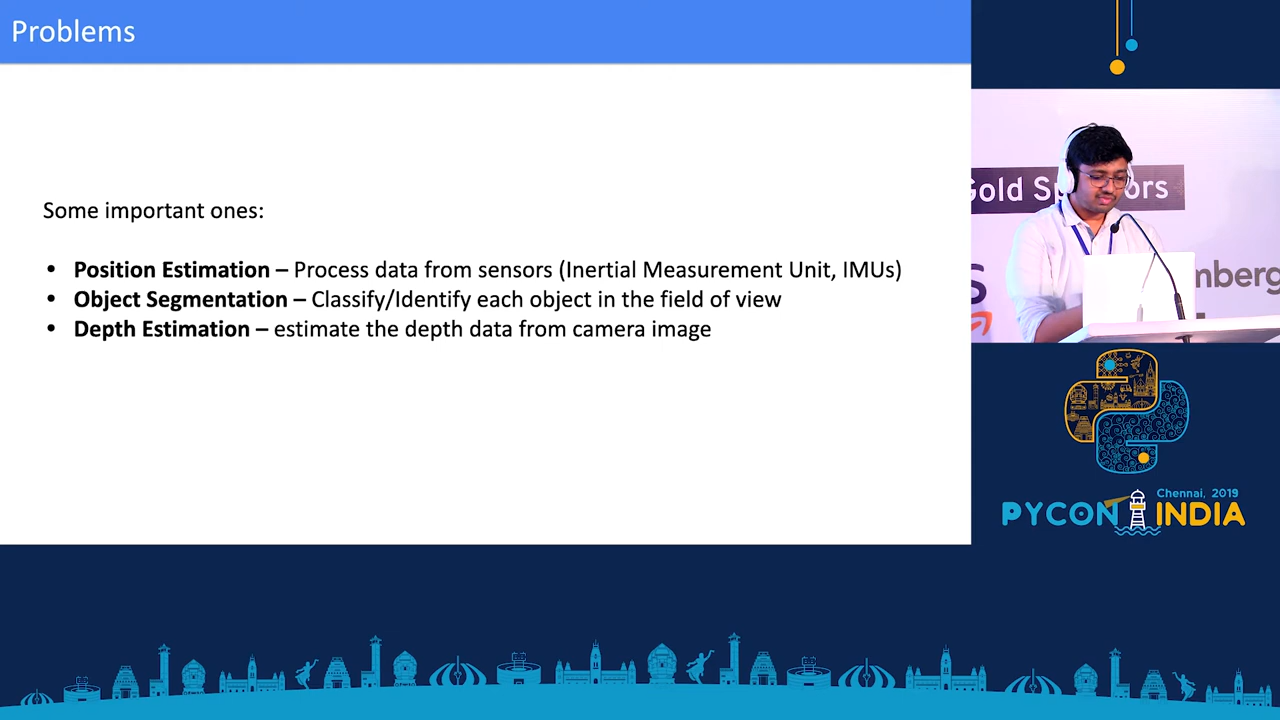 Problems
Some important ones:
• Position Estimation – Process data from sensors (Inertial Measurement Unit, IMUs)
• Object Segmentation – Classify/Identify each object in the field of view
• Depth Estimation – estimate the depth data from camera image
Gold
mberg
Chennai, 2019
PYCON INDIA